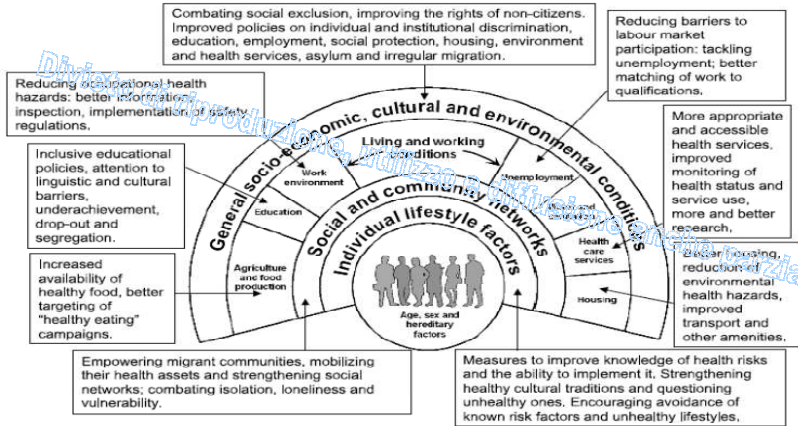 Combating social exclusion, improving the rights of non-citizens.
Improved policies on individual and institutional discrimination,
education, employment, social protection, housing, environment
and health services, asylum and irregular migration.
Reducing barriers to
labour market
participation: tackling
unemployment; better
matching of work to
qualifications.
Reducing occupational health
hazards: better information,
inspection, implementation of safety
regulations.
Inclusive educational
policies, attention to
linguistic and cultural
barriers,
underachievement,
drop-out and
segregation.
Increased
availability of
healthy food, better
targeting of
"healthy eating"
campaigns.
Empowering migrant communities, mobilizing
their health assets and strengthening social
networks; combating isolation, loneliness and
vulnerability.
General socio-economic, cultural and environmental conditions
Living and working
conditions
Work
environment
Education
Agriculture
and food
production
Unemployment
Health
care
services
Housing
Social and community networks
Individual lifestyle factors
Age, sex and
hereditary
factors
More appropriate
and accessible
health services,
improved
monitoring of
health status and
service use,
more and better
research.
Better housing,
reduction of
environmental
health hazards,
improved
transport and
other amenities.
Measures to improve knowledge of health risks
and the ability to implement it. Strengthening
healthy cultural traditions and questioning
unhealthy ones. Encouraging avoidance of
known risk factors and unhealthy lifestyles.
Divieto di riproduzione, utilizzo o diffusione anche parzia